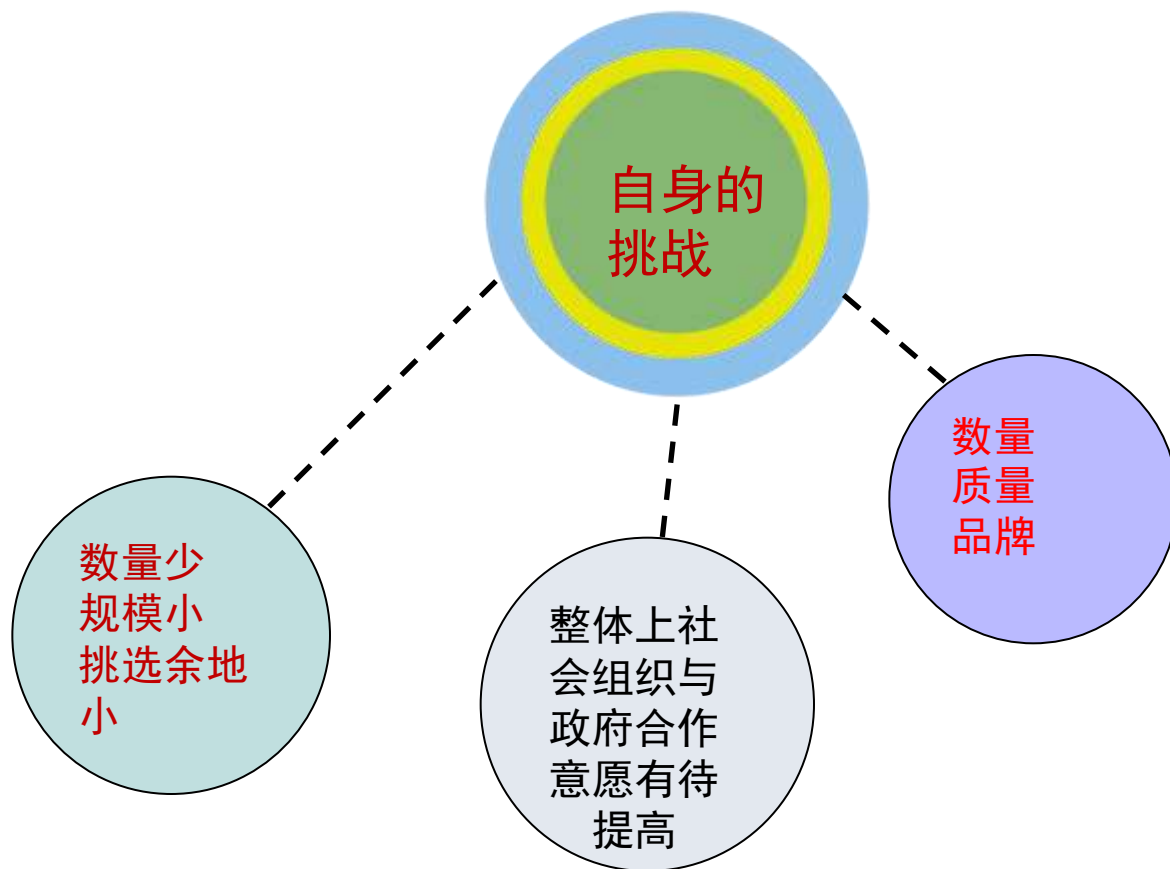 自身的
挑战
数量少
规模小
挑选余地
小
整体上社
会组织与
政府合作
意愿有待
提高
数量
质量
品牌